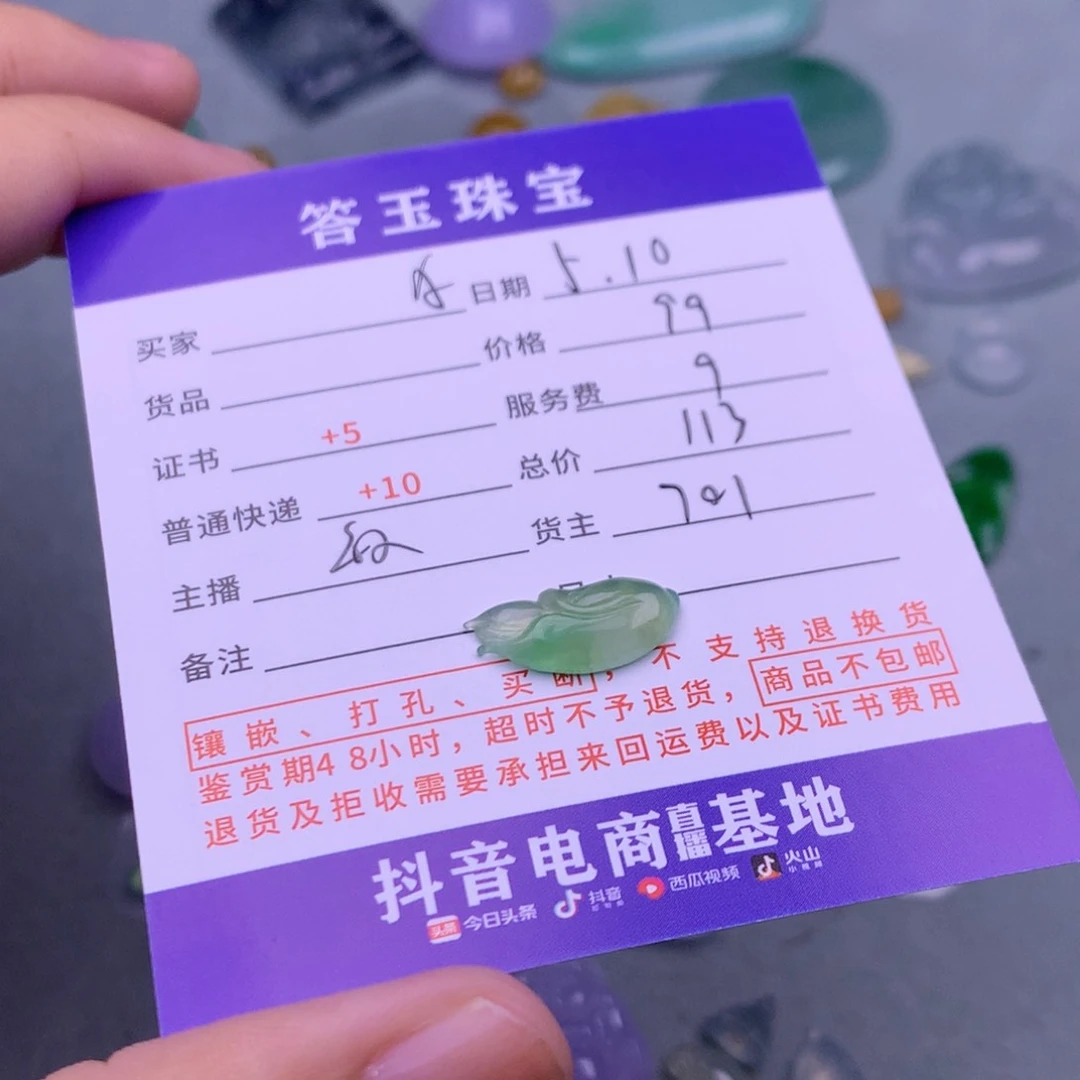 答玉珠宝
买家 日期 5.10
货品 价格 99
证书 +5 服务费 9
普通快递 +10 总价 113
主播 货主 701
备注
镶嵌、打孔、买断，不支持退换货
鉴赏期48小时，超时不予退货，商品不包邮
退货及拒收需要承担来回运费以及证书费用
抖音电商直播基地
头条 今日头条 抖音 西瓜视频 火山